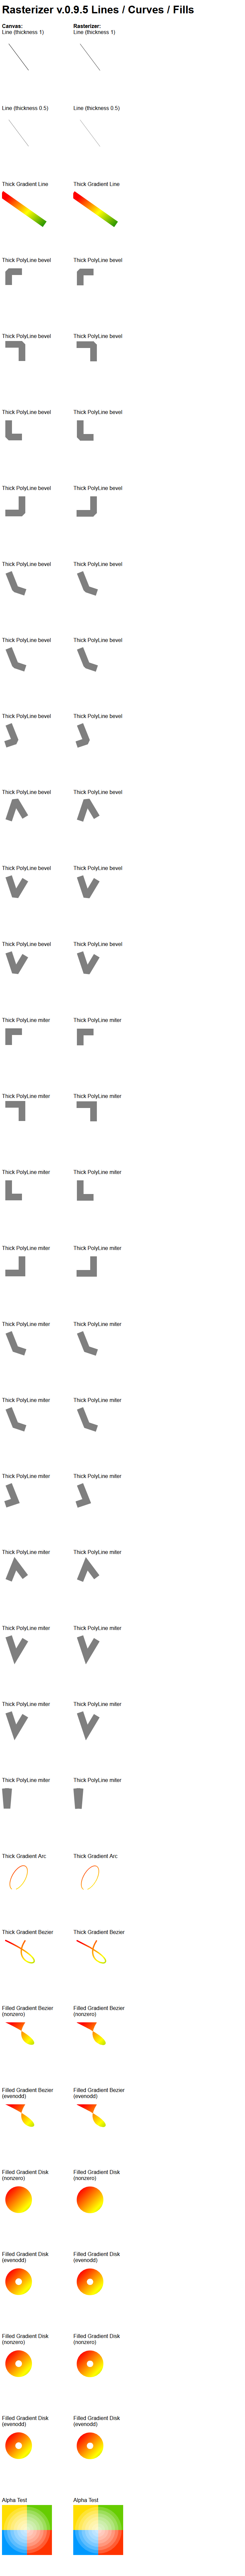 Rasterizer v.0.9.5 Lines / Curves / Fills
Canvas: Rasterizer:
Line (thickness 1) Line (thickness 1)
Line (thickness 0.5) Line (thickness 0.5)
Thick Gradient Line Thick Gradient Line
Thick PolyLine bevel Thick PolyLine bevel
Thick PolyLine bevel Thick PolyLine bevel
Thick PolyLine bevel Thick PolyLine bevel
Thick PolyLine bevel Thick PolyLine bevel
Thick PolyLine bevel Thick PolyLine bevel
Thick PolyLine bevel Thick PolyLine bevel
Thick PolyLine bevel Thick PolyLine bevel
Thick PolyLine bevel Thick PolyLine bevel
Thick PolyLine bevel Thick PolyLine bevel
Thick PolyLine bevel Thick PolyLine bevel
Thick PolyLine miter Thick PolyLine miter
Thick PolyLine miter Thick PolyLine miter
Thick PolyLine miter Thick PolyLine miter
Thick PolyLine miter Thick PolyLine miter
Thick PolyLine miter Thick PolyLine miter
Thick PolyLine miter Thick PolyLine miter
Thick PolyLine miter Thick PolyLine miter
Thick PolyLine miter Thick PolyLine miter
Thick PolyLine miter Thick PolyLine miter
Thick PolyLine miter Thick PolyLine miter
Thick PolyLine miter Thick PolyLine miter
Thick Gradient Arc Thick Gradient Arc
Thick Gradient Bezier Thick Gradient Bezier
Filled Gradient Bezier Filled Gradient Bezier
(nonzero) (nonzero)
Filled Gradient Bezier Filled Gradient Bezier
(evenodd) (evenodd)
Filled Gradient Disk Filled Gradient Disk
(nonzero) (nonzero)
Filled Gradient Disk Filled Gradient Disk
(evenodd) (evenodd)
Filled Gradient Disk Filled Gradient Disk
(nonzero) (nonzero)
Filled Gradient Disk Filled Gradient Disk
(evenodd) (evenodd)
Alpha Test Alpha Test